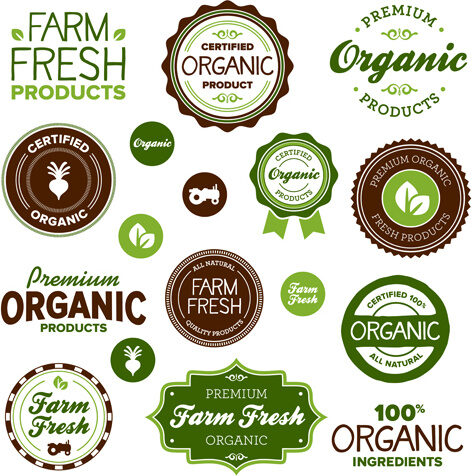 FARM
FRESH
PRODUCTS
CERTIFIED
ORGANIC
PRODUCT
PREMIUM
Organic
PRODUCTS
CERTIFIED
ORGANIC
Organic
CERTIFIED
Organic
PRODUCTS
PREMIUM ORGANIC
FRESH PRODUCTS
Premium
ORGANIC
PRODUCTS
ALL NATURAL
FARM
FRESH
QUALITY PRODUCTS
Farm
Fresh
CERTIFIED 100%
ORGANIC
ALL NATURAL
Farm
Fresh
PREMIUM
Farm Fresh
ORGANIC
100%
ORGANIC
INGREDIENTS